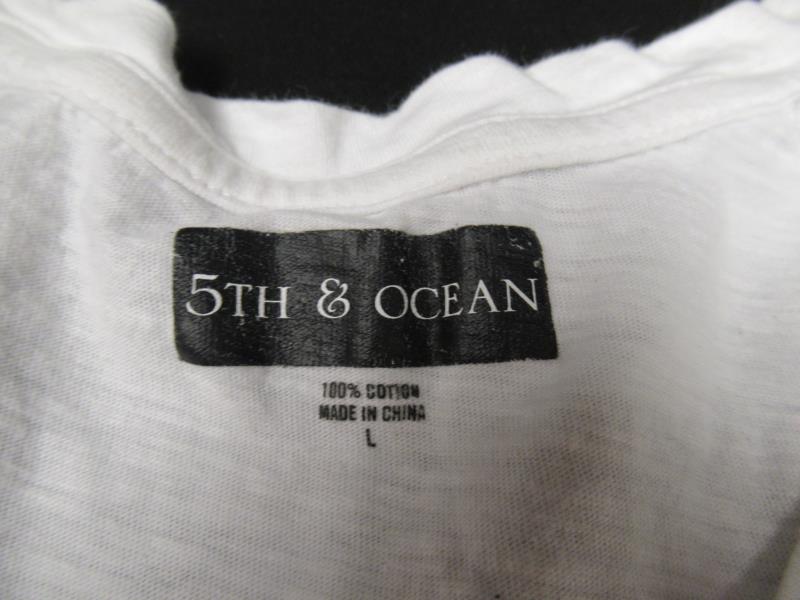 5TH & OCEAN
100% COTTON
MADE IN CHINA
L